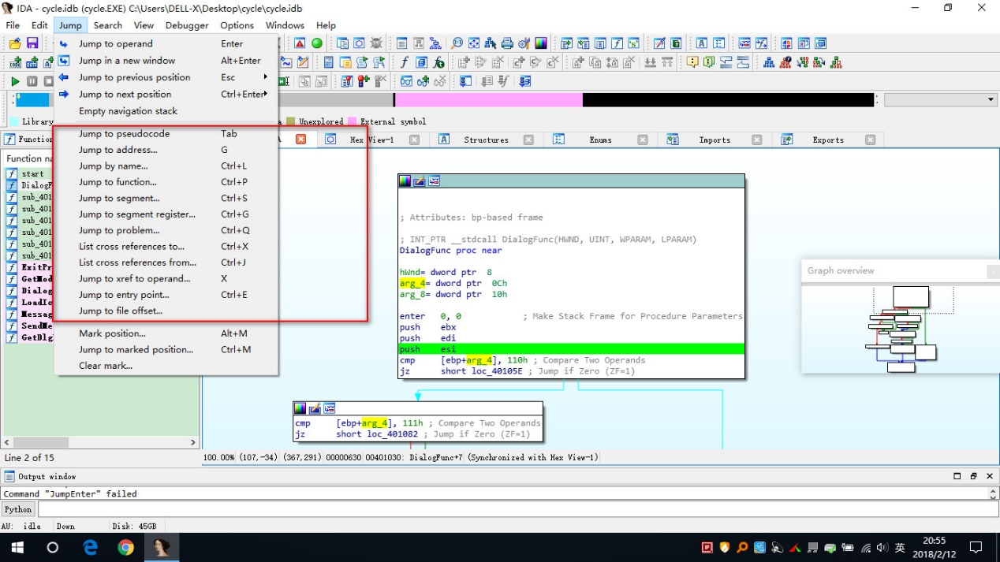 IDA - cycle.idb (cycle.EXE) C:\Users\DELL-X\Desktop\cycle\cycle.idb
File Edit Jump Search View Debugger Options Windows Help
Jump to operand Enter
Jump in a new window Alt+Enter
Jump to previous position Esc
Jump to next position Ctrl+Enter
Empty navigation stack
Jump to pseudocode Tab
Jump to address... G
Jump by name... Ctrl+L
Jump to function... Ctrl+P
Jump to segment... Ctrl+S
Jump to segment register... Ctrl+G
Jump to problem... Ctrl+Q
List cross references to... Ctrl+X
List cross references from... Ctrl+J
Jump to xref to operand... X
Jump to entry point... Ctrl+E
Jump to file offset...
Mark position... Alt+M
Jump to marked position... Ctrl+M
Clear mark...
Library Unexplored External symbol
Function Hex View-1 Structures Enums Imports Exports
Function na
start
DialogF
sub_401
sub_401
sub_401
sub_401
sub_401
sub_401
ExitPr
GetMod
Dialog
LoadIc
Messag
SendMe
GetDlg
Line 2 of 15
; Attributes: bp-based frame
; INT_PTR __stdcall DialogFunc(HWND, UINT, WPARAM, LPARAM)
DialogFunc proc near
hWnd= dword ptr 8
arg_4= dword ptr 0Ch
arg_8= dword ptr 10h
enter 0, 0 ; Make Stack Frame for Procedure Parameters
push ebx
push edi
push esi
cmp [ebp+arg_4], 110h ; Compare Two Operands
jz short loc_40105E ; Jump if Zero (ZF=1)
cmp [ebp+arg_4], 111h ; Compare Two Operands
jz short loc_401082 ; Jump if Zero (ZF=1)
Graph overview
100.00% (107,-34) (367,291) 00000630 00401030: DialogFunc+7 (Synchronized with Hex View-1)
Output window
Command "JumpEnter" failed
Python
AU: idle Down Disk: 45GB
英
20:55
2018/2/12